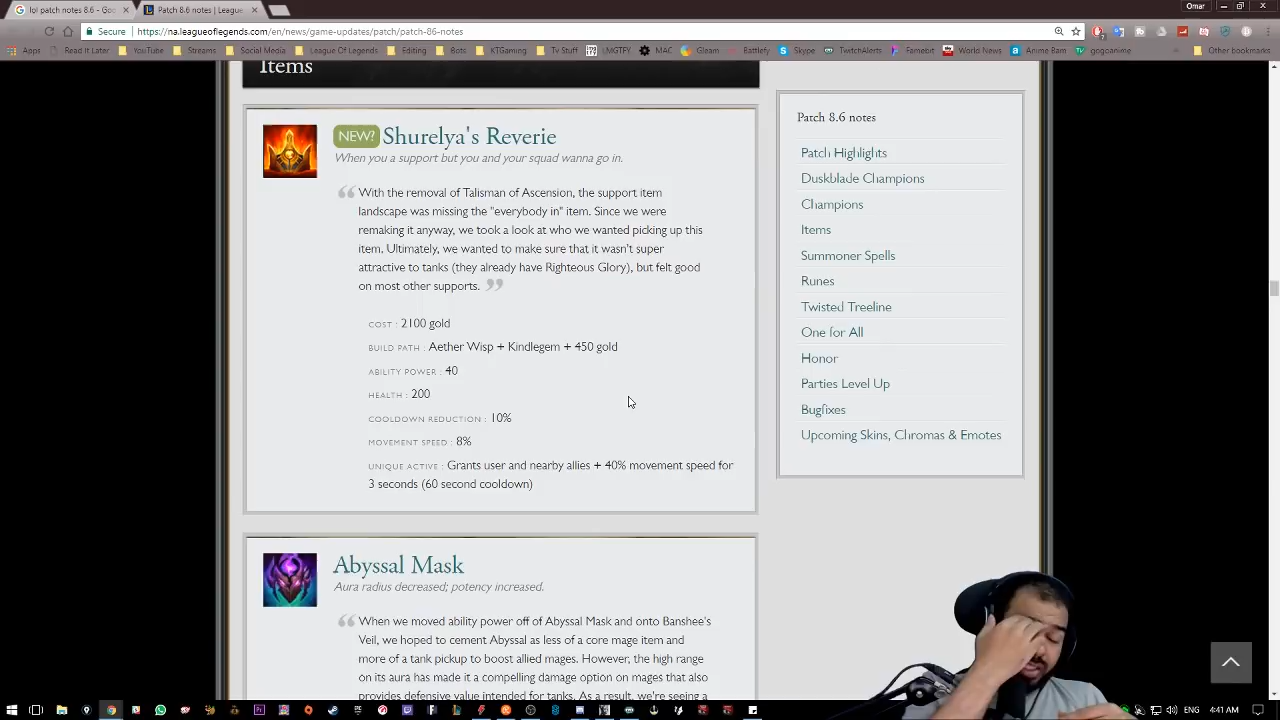 lol patch notes 8.6 - Goo
Patch 8.6 notes | League
Omar
Secure
https://na.leagueoflegends.com/en/news/game-updates/patch/patch-86-notes
Apps
Read It Later
YouTube
Streams
Social Media
League Of Legends
Editing
Bots
KTGaming
Tv Stuff
LMGTFY
MAC
Gleam
Battlefy
Skype
TwitchAlerts
Famebit
World News
Anime Bam
gogoanime
Other bookmarks
Items
NEW? Shurelya's Reverie
When you a support but you and your squad wanna go in.
With the removal of Talisman of Ascension, the support item
landscape was missing the "everybody in" item. Since we were
remaking it anyway, we took a look at who we wanted picking up this
item. Ultimately, we wanted to make sure that it wasn't super
attractive to tanks (they already have Righteous Glory), but felt good
on most other supports.
COST : 2100 gold
BUILD PATH : Aether Wisp + Kindlegem + 450 gold
ABILITY POWER : 40
HEALTH : 200
COOLDOWN REDUCTION : 10%
MOVEMENT SPEED : 8%
UNIQUE ACTIVE : Grants user and nearby allies + 40% movement speed for
3 seconds (60 second cooldown)
Abyssal Mask
Aura radius decreased; potency increased.
When we moved ability power off of Abyssal Mask and onto Banshee's
Veil, we hoped to cement Abyssal as less of a core mage item and
more of a tank pickup to boost allied mages. However, the high range
on its aura has made it a compelling damage option on mages that also
provides defensive value intended for tanks. As a result, we're seeing a
Patch 8.6 notes
Patch Highlights
Duskblade Champions
Champions
Items
Summoner Spells
Runes
Twisted Treeline
One for All
Honor
Parties Level Up
Bugfixes
Upcoming Skins, Chromas & Emotes
4:41 AM